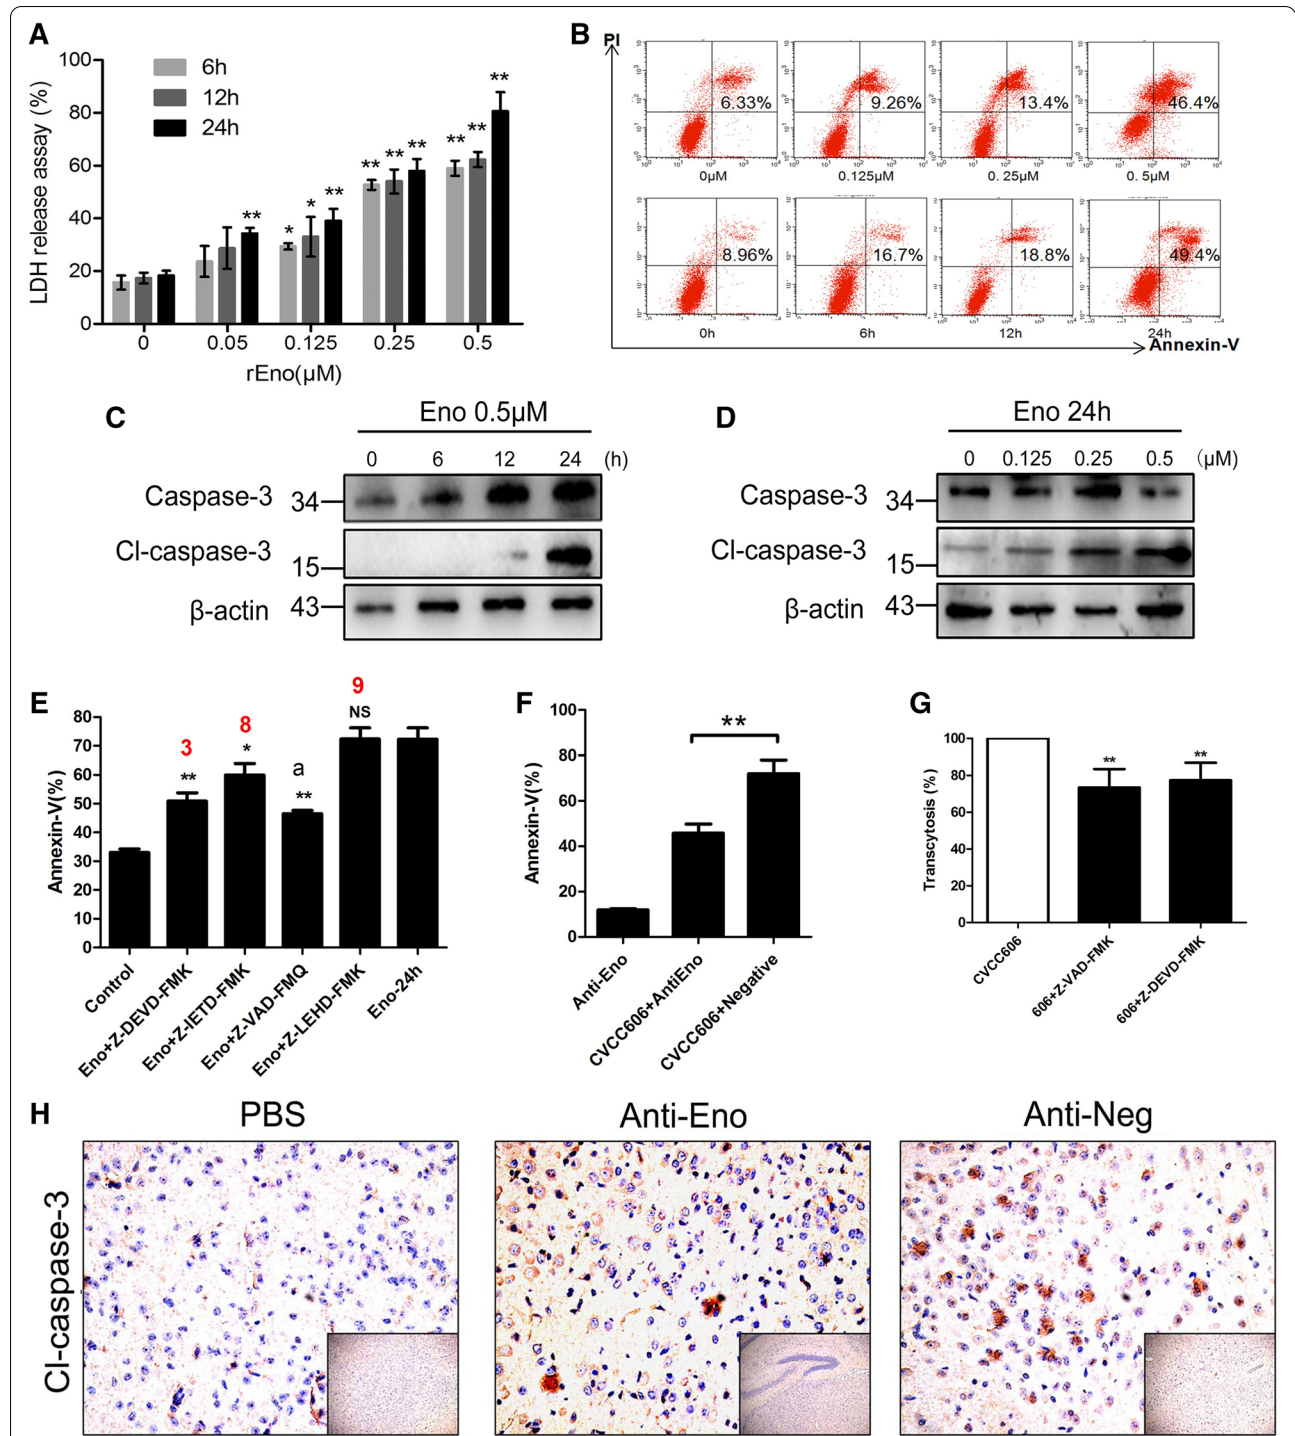 A
LDH release assay (%)
100
80
60
40
20
0
6h
12h
24h
**
* * **
** ** **
** ** **
0 0.05 0.125 0.25 0.5
rEno(µM)
B
PI
6.33% 9.26% 13.4% 46.4%
0µM 0.125µM 0. 25µM 0. 5µM
8.96% 16.7% 18.8% 49.4%
0h 6h 12h 24h
Annexin-V
C
Eno 0.5µM
0 6 12 24 (h)
Caspase-3 34
Cl-caspase-3 15
β-actin 43
D
Eno 24h
0 0.125 0.25 0.5 (µM)
Caspase-3 34
Cl-caspase-3 15
β-actin 43
E
Annexin-V(%)
80
70
60
50
40
30
20
10
0
3
**
8
*
a
**
9
NS
Control
Eno+Z-DEVD-FMK
Eno+Z-IETD-FMK
Eno+Z-VAD-FMQ
Eno+Z-LEHD-FMK
Eno-24h
F
Annexin-V(%)
100
80
60
40
20
0
**
Anti-Eno
CVCC606+AntiEno
CVCC606+Negative
G
Transcytosis (%)
100
80
60
40
20
0
** **
CVCC606
606+Z-VAD-FMK
606+Z-DEVD-FMK
H
PBS Anti-Eno Anti-Neg
Cl-caspase-3